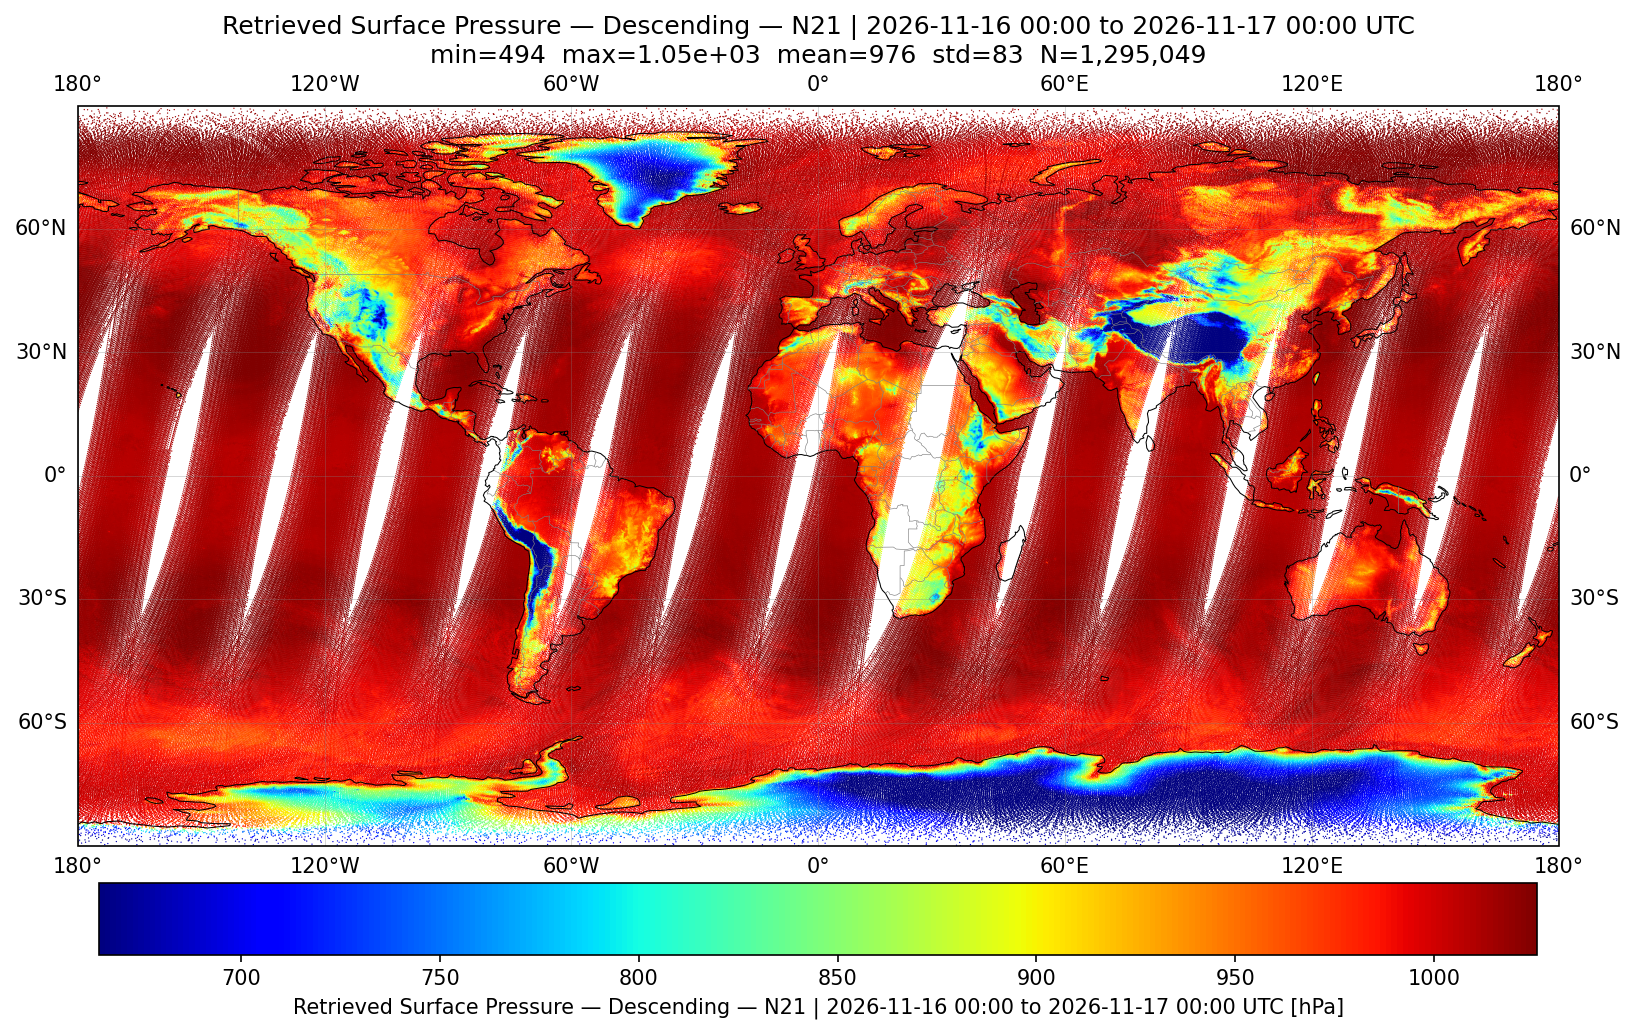 Retrieved Surface Pressure — Descending — N21 | 2026-11-16 00:00 to 2026-11-17 00:00 UTC
min=494 max=1.05e+03 mean=976 std=83 N=1,295,049
180° 120°W 60°W 0° 60°E 120°E 180°
60°N 60°N
30°N 30°N
0° 0°
30°S 30°S
60°S 60°S
180° 120°W 60°W 0° 60°E 120°E 180°
700 750 800 850 900 950 1000
Retrieved Surface Pressure — Descending — N21 | 2026-11-16 00:00 to 2026-11-17 00:00 UTC [hPa]